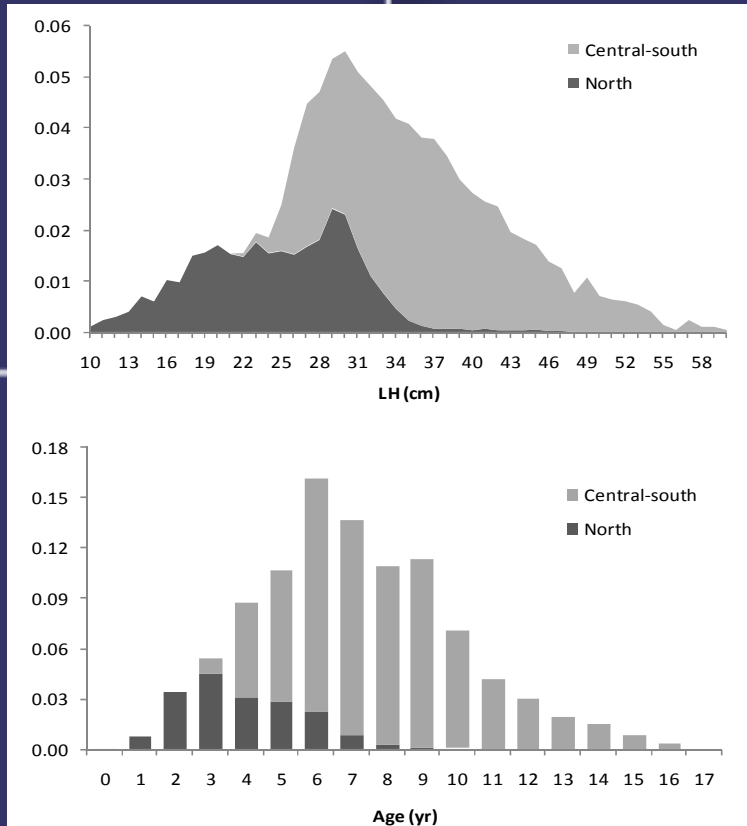 0.06
0.05
0.04
0.03
0.02
0.01
0.00
Central-south
North
10 13 16 19 22 25 28 31 34 37 40 43 46 49 52 55 58
LH (cm)
0.18
0.15
0.12
0.09
0.06
0.03
0.00
Central-south
North
0 1 2 3 4 5 6 7 8 9 10 11 12 13 14 15 16 17
Age (yr)